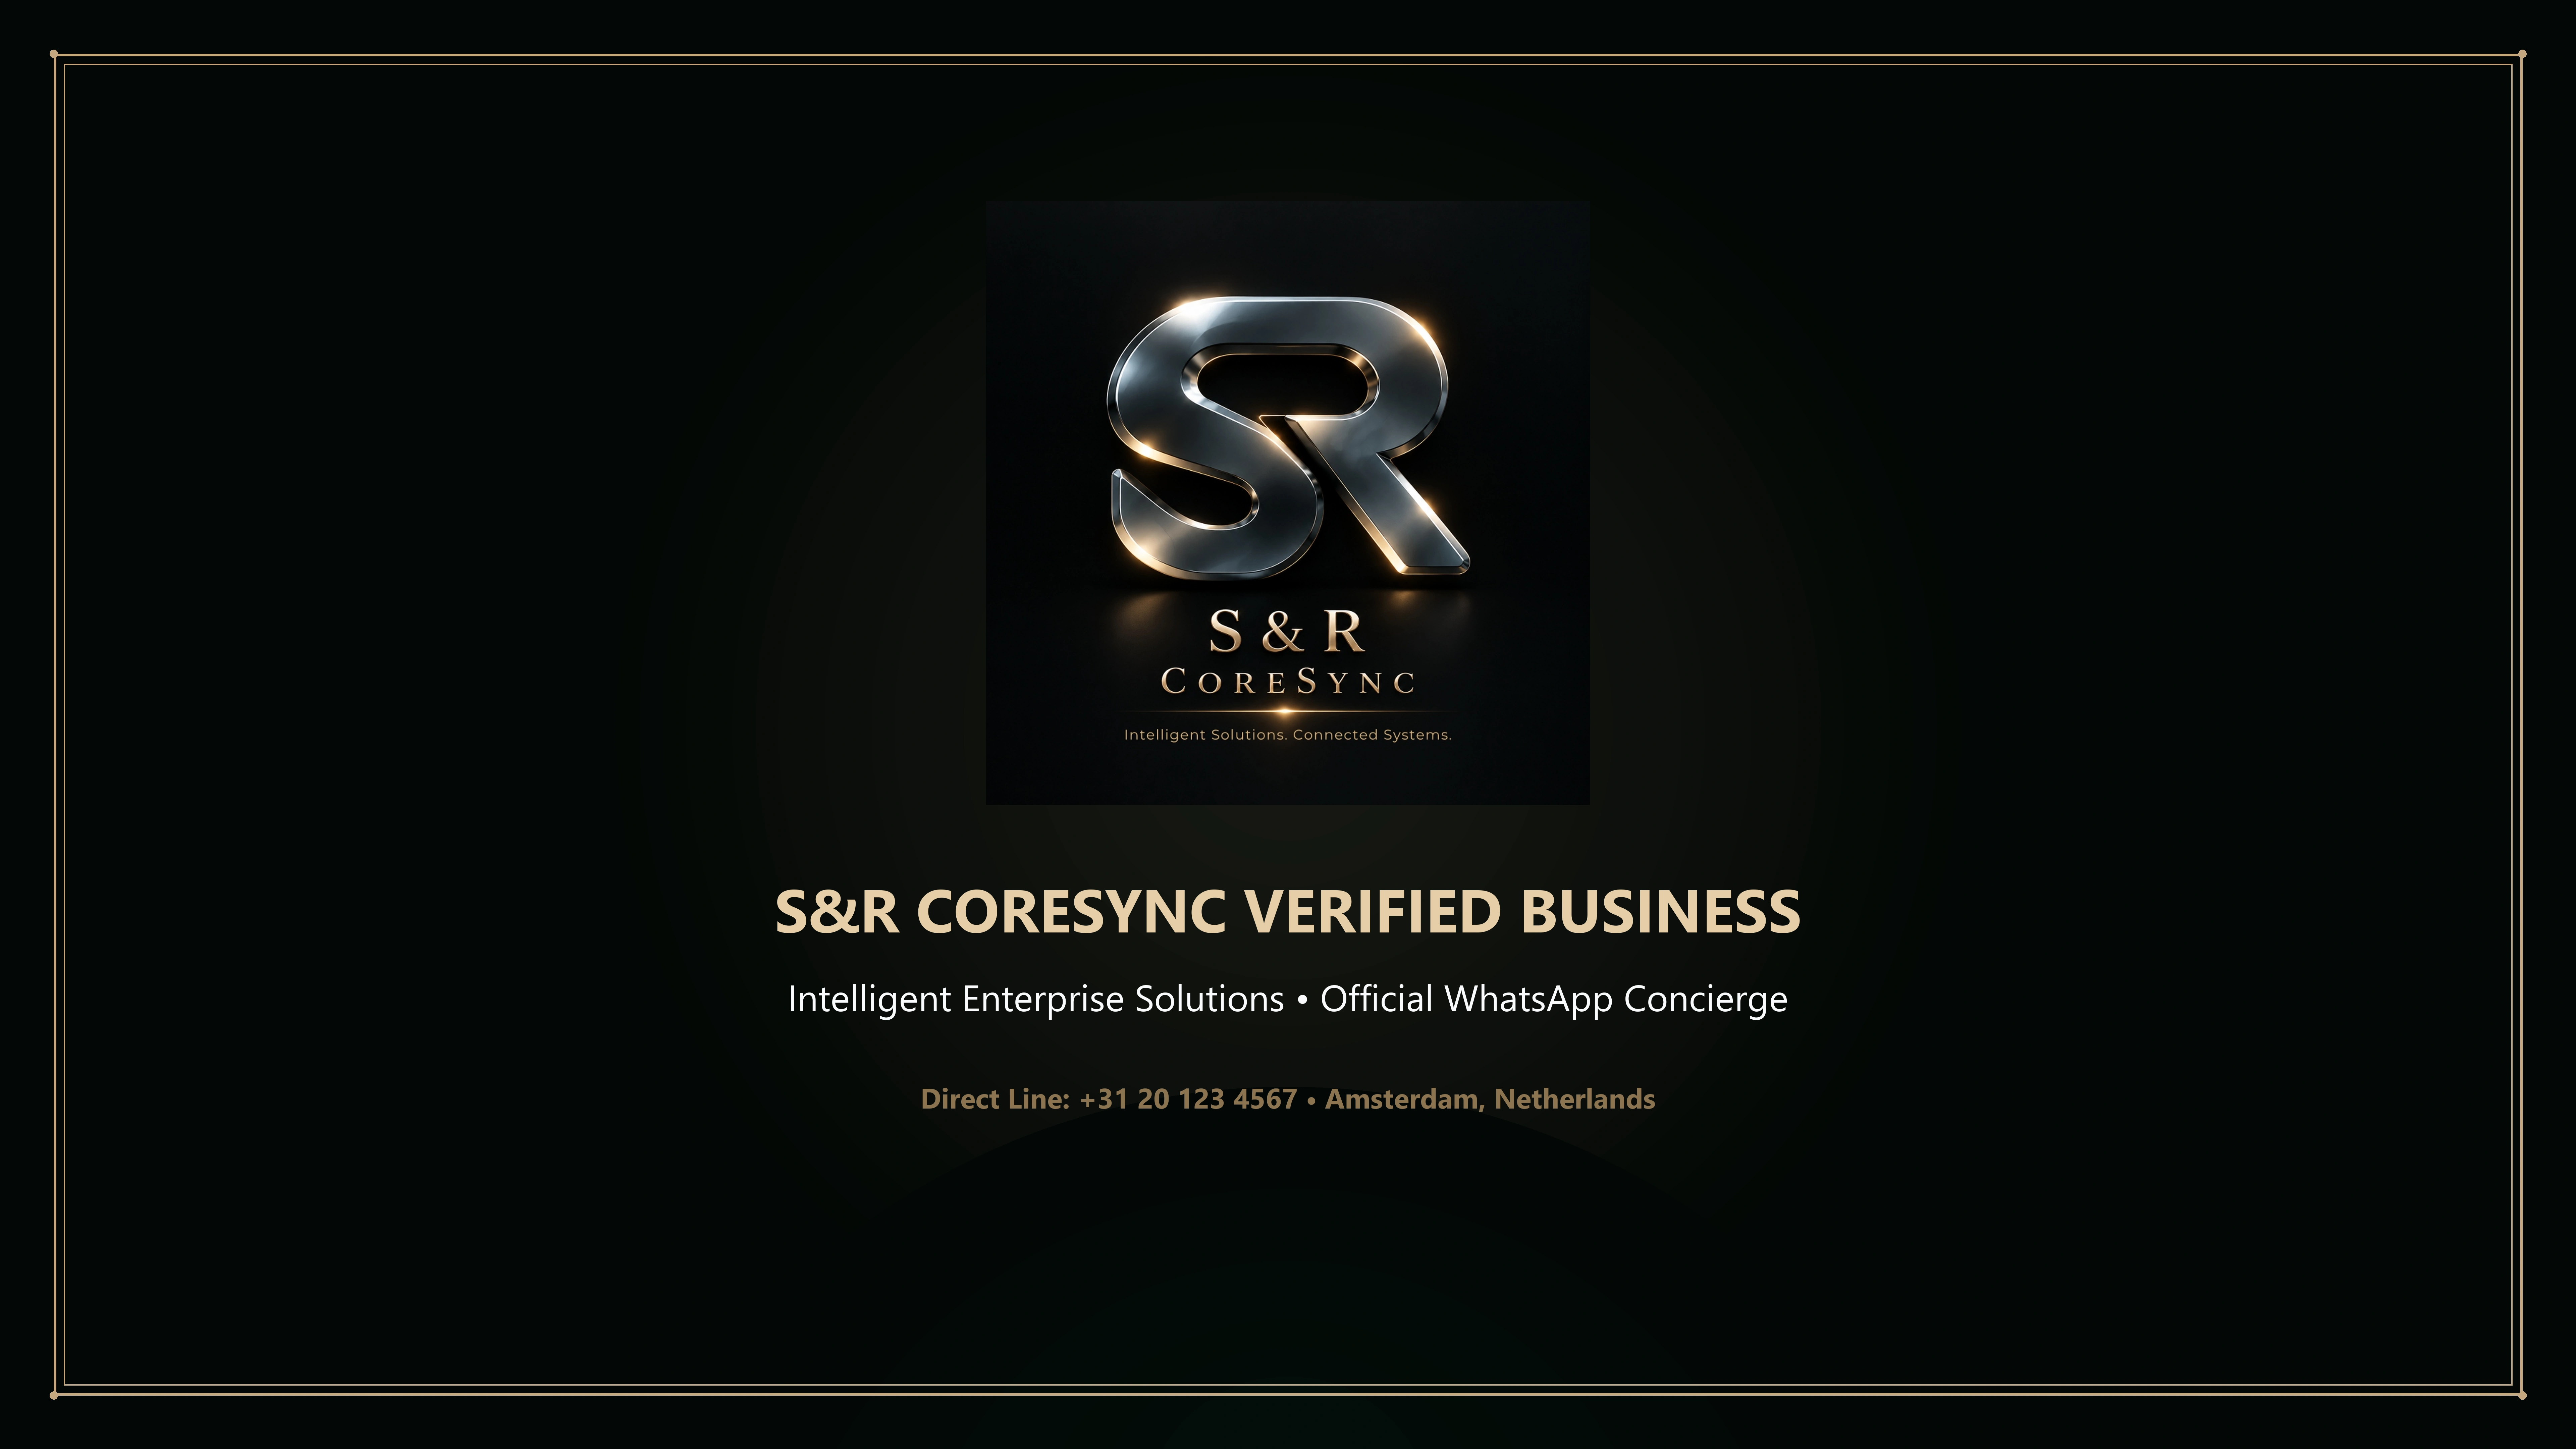 SR
S & R
CORESYNC
Intelligent Solutions. Connected Systems.
S&R CORESYNC VERIFIED BUSINESS
Intelligent Enterprise Solutions • Official WhatsApp Concierge
Direct Line: +31 20 123 4567 • Amsterdam, Netherlands